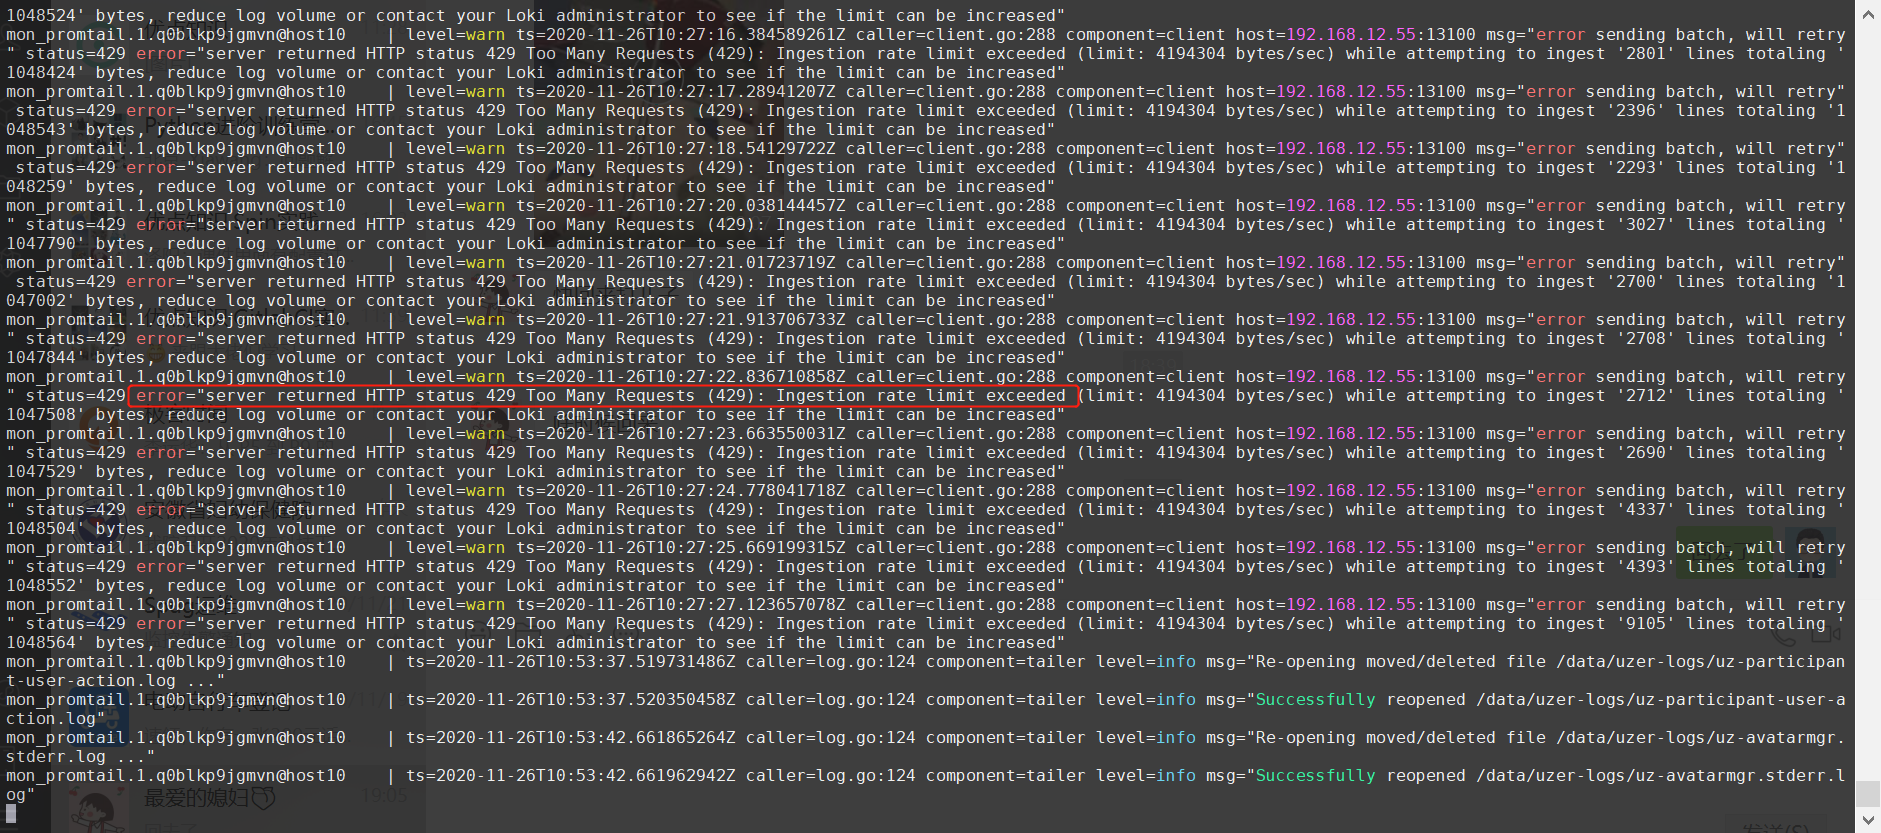 1048524' bytes, reduce log volume or contact your Loki administrator to see if the limit can be increased"
mon_promtail.1.q0blkp9jgmvn@host10    | level=warn ts=2020-11-26T10:27:16.384589261Z caller=client.go:288 component=client host=192.168.12.55:13100 msg="error sending batch, will retry
" status=429 error="server returned HTTP status 429 Too Many Requests (429): Ingestion rate limit exceeded (limit: 4194304 bytes/sec) while attempting to ingest '2801' lines totaling '
1048424' bytes, reduce log volume or contact your Loki administrator to see if the limit can be increased"
mon_promtail.1.q0blkp9jgmvn@host10    | level=warn ts=2020-11-26T10:27:17.28941207Z caller=client.go:288 component=client host=192.168.12.55:13100 msg="error sending batch, will retry"
 status=429 error="server returned HTTP status 429 Too Many Requests (429): Ingestion rate limit exceeded (limit: 4194304 bytes/sec) while attempting to ingest '2396' lines totaling '1
048543' bytes, reduce log volume or contact your Loki administrator to see if the limit can be increased"
mon_promtail.1.q0blkp9jgmvn@host10    | level=warn ts=2020-11-26T10:27:18.54129722Z caller=client.go:288 component=client host=192.168.12.55:13100 msg="error sending batch, will retry"
 status=429 error="server returned HTTP status 429 Too Many Requests (429): Ingestion rate limit exceeded (limit: 4194304 bytes/sec) while attempting to ingest '2293' lines totaling '1
048259' bytes, reduce log volume or contact your Loki administrator to see if the limit can be increased"
mon_promtail.1.q0blkp9jgmvn@host10    | level=warn ts=2020-11-26T10:27:20.038144457Z caller=client.go:288 component=client host=192.168.12.55:13100 msg="error sending batch, will retry
" status=429 error="server returned HTTP status 429 Too Many Requests (429): Ingestion rate limit exceeded (limit: 4194304 bytes/sec) while attempting to ingest '3027' lines totaling '
1047790' bytes, reduce log volume or contact your Loki administrator to see if the limit can be increased"
mon_promtail.1.q0blkp9jgmvn@host10    | level=warn ts=2020-11-26T10:27:21.01723719Z caller=client.go:288 component=client host=192.168.12.55:13100 msg="error sending batch, will retry"
 status=429 error="server returned HTTP status 429 Too Many Requests (429): Ingestion rate limit exceeded (limit: 4194304 bytes/sec) while attempting to ingest '2700' lines totaling '1
047002' bytes, reduce log volume or contact your Loki administrator to see if the limit can be increased"
mon_promtail.1.q0blkp9jgmvn@host10    | level=warn ts=2020-11-26T10:27:21.913706733Z caller=client.go:288 component=client host=192.168.12.55:13100 msg="error sending batch, will retry
" status=429 error="server returned HTTP status 429 Too Many Requests (429): Ingestion rate limit exceeded (limit: 4194304 bytes/sec) while attempting to ingest '2708' lines totaling '
1047844' bytes, reduce log volume or contact your Loki administrator to see if the limit can be increased"
mon_promtail.1.q0blkp9jgmvn@host10    | level=warn ts=2020-11-26T10:27:22.836710858Z caller=client.go:288 component=client host=192.168.12.55:13100 msg="error sending batch, will retry
" status=429 error="server returned HTTP status 429 Too Many Requests (429): Ingestion rate limit exceeded (limit: 4194304 bytes/sec) while attempting to ingest '2712' lines totaling '
1047508' bytes, reduce log volume or contact your Loki administrator to see if the limit can be increased"
mon_promtail.1.q0blkp9jgmvn@host10    | level=warn ts=2020-11-26T10:27:23.663550031Z caller=client.go:288 component=client host=192.168.12.55:13100 msg="error sending batch, will retry
" status=429 error="server returned HTTP status 429 Too Many Requests (429): Ingestion rate limit exceeded (limit: 4194304 bytes/sec) while attempting to ingest '2690' lines totaling '
1047529' bytes, reduce log volume or contact your Loki administrator to see if the limit can be increased"
mon_promtail.1.q0blkp9jgmvn@host10    | level=warn ts=2020-11-26T10:27:24.778041718Z caller=client.go:288 component=client host=192.168.12.55:13100 msg="error sending batch, will retry
" status=429 error="server returned HTTP status 429 Too Many Requests (429): Ingestion rate limit exceeded (limit: 4194304 bytes/sec) while attempting to ingest '4337' lines totaling '
1048504' bytes, reduce log volume or contact your Loki administrator to see if the limit can be increased"
mon_promtail.1.q0blkp9jgmvn@host10    | level=warn ts=2020-11-26T10:27:25.669199315Z caller=client.go:288 component=client host=192.168.12.55:13100 msg="error sending batch, will retry
" status=429 error="server returned HTTP status 429 Too Many Requests (429): Ingestion rate limit exceeded (limit: 4194304 bytes/sec) while attempting to ingest '4393' lines totaling '
1048552' bytes, reduce log volume or contact your Loki administrator to see if the limit can be increased"
mon_promtail.1.q0blkp9jgmvn@host10    | level=warn ts=2020-11-26T10:27:27.123657078Z caller=client.go:288 component=client host=192.168.12.55:13100 msg="error sending batch, will retry
" status=429 error="server returned HTTP status 429 Too Many Requests (429): Ingestion rate limit exceeded (limit: 4194304 bytes/sec) while attempting to ingest '9105' lines totaling '
1048564' bytes, reduce log volume or contact your Loki administrator to see if the limit can be increased"
mon_promtail.1.q0blkp9jgmvn@host10    | ts=2020-11-26T10:53:37.519731486Z caller=log.go:124 component=tailer level=info msg="Re-opening moved/deleted file /data/uzer-logs/uz-participan
t-user-action.log ..."
mon_promtail.1.q0blkp9jgmvn@host10    | ts=2020-11-26T10:53:37.520350458Z caller=log.go:124 component=tailer level=info msg="Successfully reopened /data/uzer-logs/uz-participant-user-a
ction.log"
mon_promtail.1.q0blkp9jgmvn@host10    | ts=2020-11-26T10:53:42.661865264Z caller=log.go:124 component=tailer level=info msg="Re-opening moved/deleted file /data/uzer-logs/uz-avatarmgr.
stderr.log ..."
mon_promtail.1.q0blkp9jgmvn@host10    | ts=2020-11-26T10:53:42.661962942Z caller=log.go:124 component=tailer level=info msg="Successfully reopened /data/uzer-logs/uz-avatarmgr.stderr.l
og"
最爱的媳妇 19:05
发送(S)